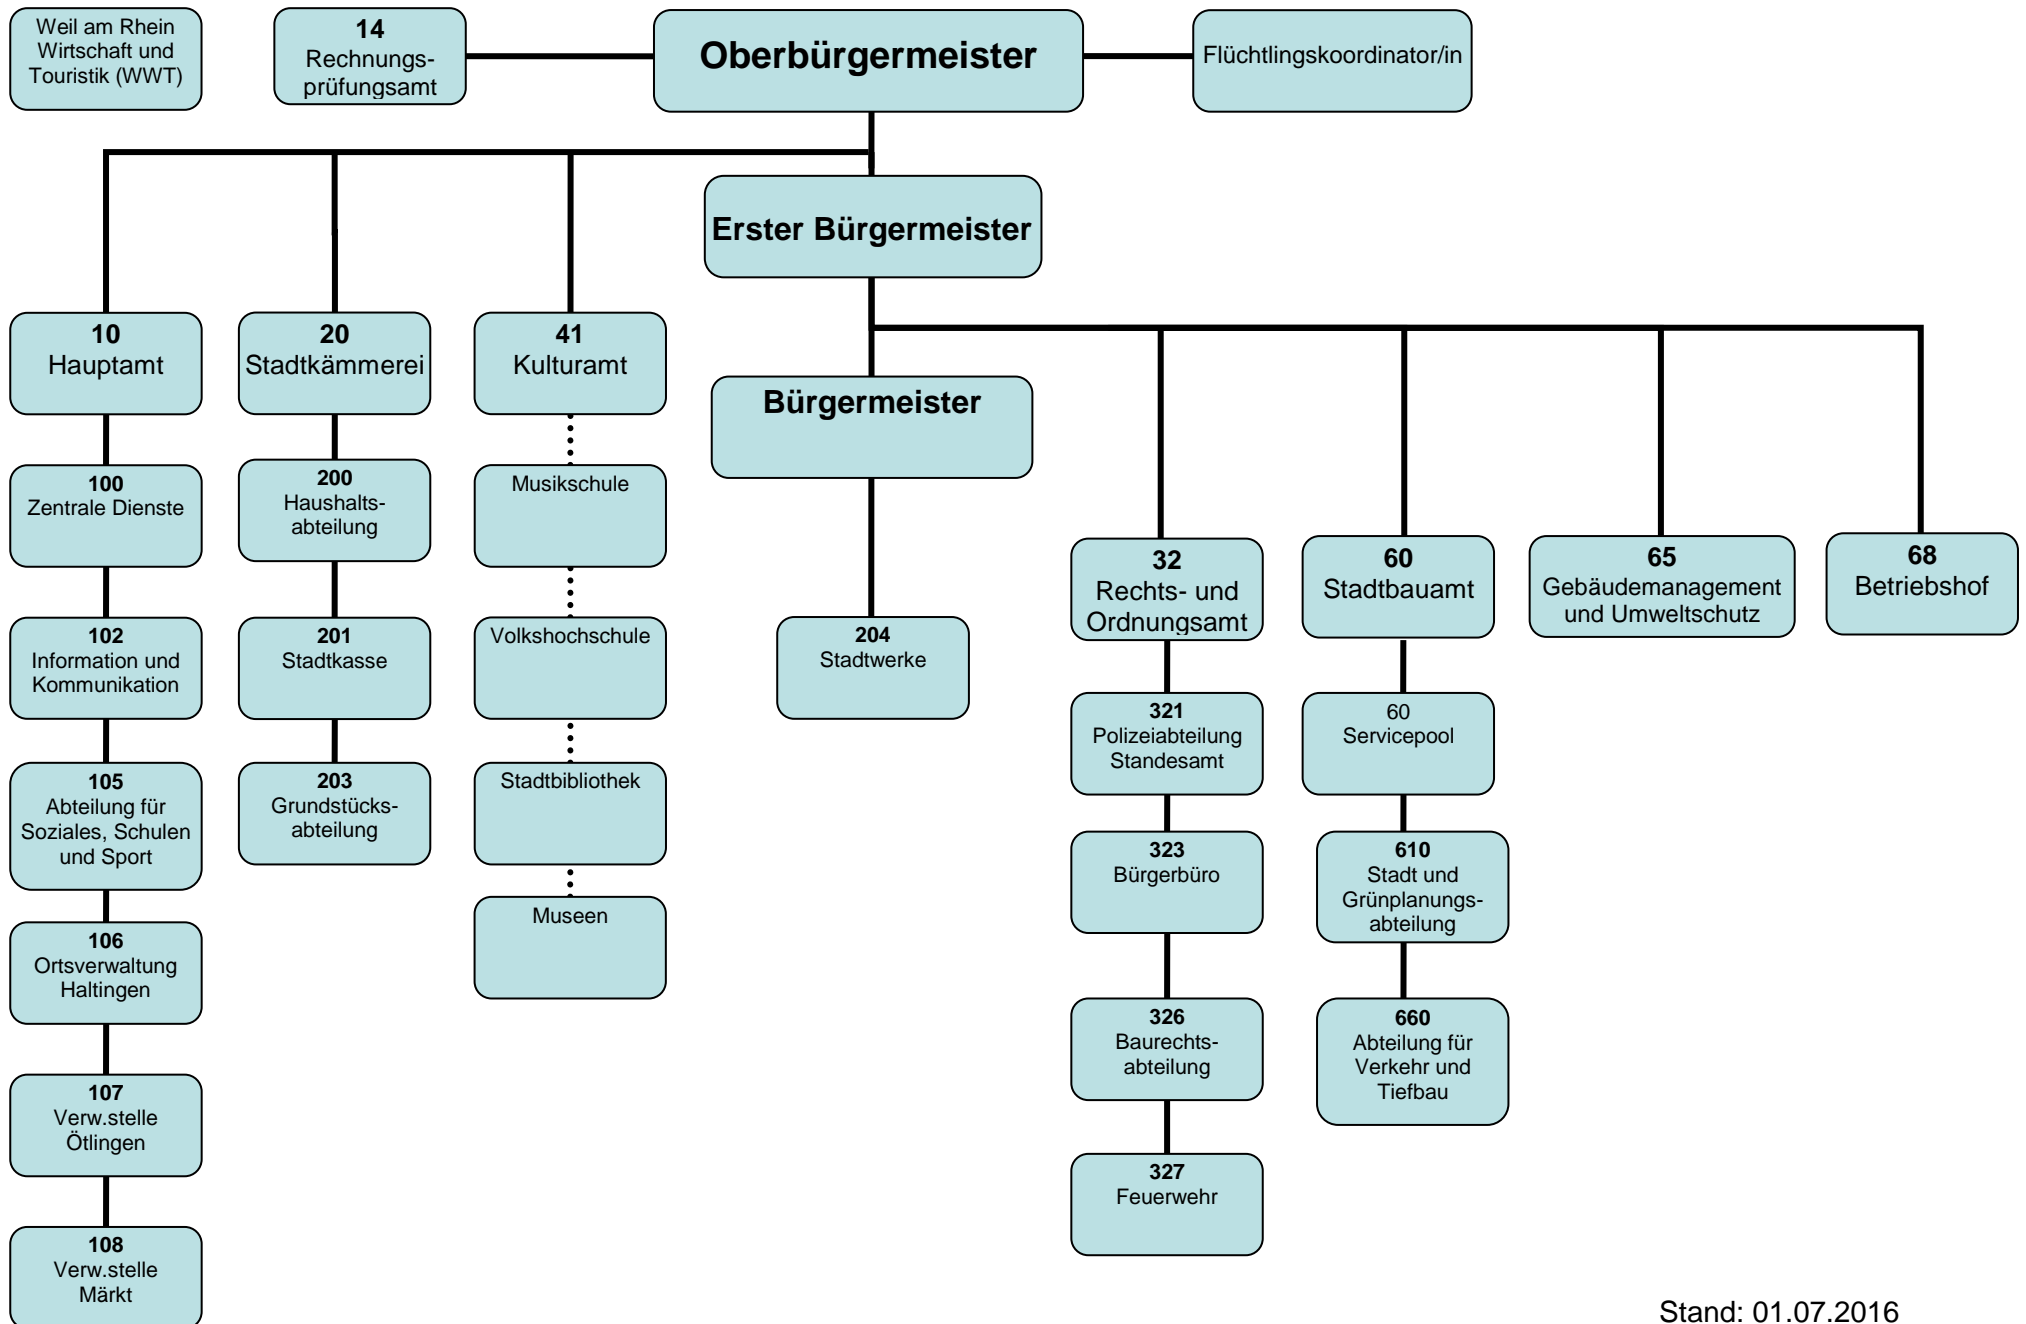 Weil am Rhein
Wirtschaft und
Touristik (WWT)
14
Rechnungs-
prüfungsamt
Oberbürgermeister
Flüchtlingskoordinator/in
Erster Bürgermeister
10
Hauptamt
20
Stadtkämmerei
41
Kulturamt
Bürgermeister
100
Zentrale Dienste
200
Haushalts-
abteilung
Musikschule
32
Rechts- und
Ordnungsamt
60
Stadtbauamt
65
Gebäudemanagement
und Umweltschutz
68
Betriebshof
102
Information und
Kommunikation
201
Stadtkasse
Volkshochschule
204
Stadtwerke
321
Polizeiabteilung
Standesamt
60
Servicepool
105
Abteilung für
Soziales, Schulen
und Sport
203
Grundstücks-
abteilung
Stadtbibliothek
323
Bürgerbüro
610
Stadt und
Grünplanungs-
abteilung
106
Ortsverwaltung
Haltingen
Museen
326
Baurechts-
abteilung
660
Abteilung für
Verkehr und
Tiefbau
107
Verw.stelle
Ötlingen
327
Feuerwehr
108
Verw.stelle
Märkt
Stand: 01.07.2016